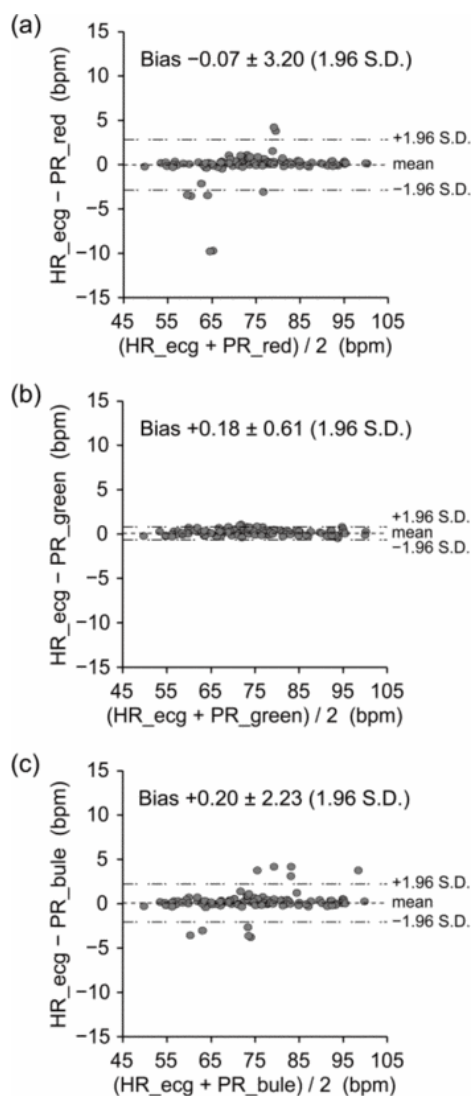 (a)
Bias −0.07 ± 3.20 (1.96 S.D.)
HR_ecg − PR_red (bpm)
15
10
5
0
−5
−10
−15
+1.96 S.D.
mean
−1.96 S.D.
45 55 65 75 85 95 105
(HR_ecg + PR_red) / 2 (bpm)
(b)
Bias +0.18 ± 0.61 (1.96 S.D.)
HR_ecg − PR_green (bpm)
15
10
5
0
−5
−10
−15
+1.96 S.D.
mean
−1.96 S.D.
45 55 65 75 85 95 105
(HR_ecg + PR_green) / 2 (bpm)
(c)
Bias +0.20 ± 2.23 (1.96 S.D.)
HR_ecg − PR_bule (bpm)
15
10
5
0
−5
−10
−15
+1.96 S.D.
mean
−1.96 S.D.
45 55 65 75 85 95 105
(HR_ecg + PR_bule) / 2 (bpm)